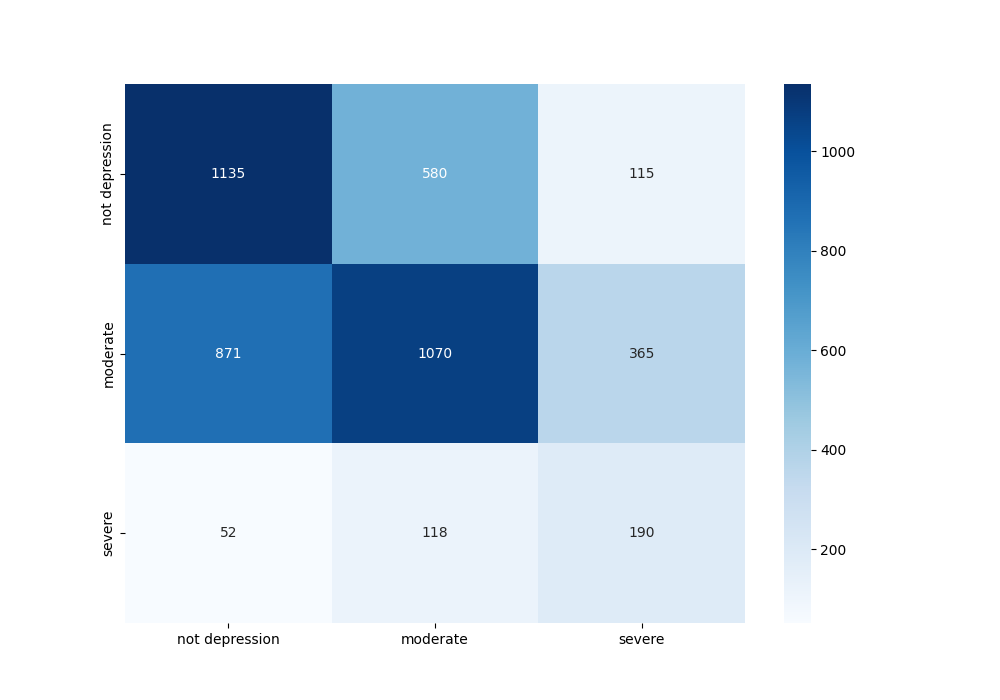 not depression
1135
580
115
moderate
871
1070
365
severe
52
118
190
not depression
moderate
severe
1000
800
600
400
200